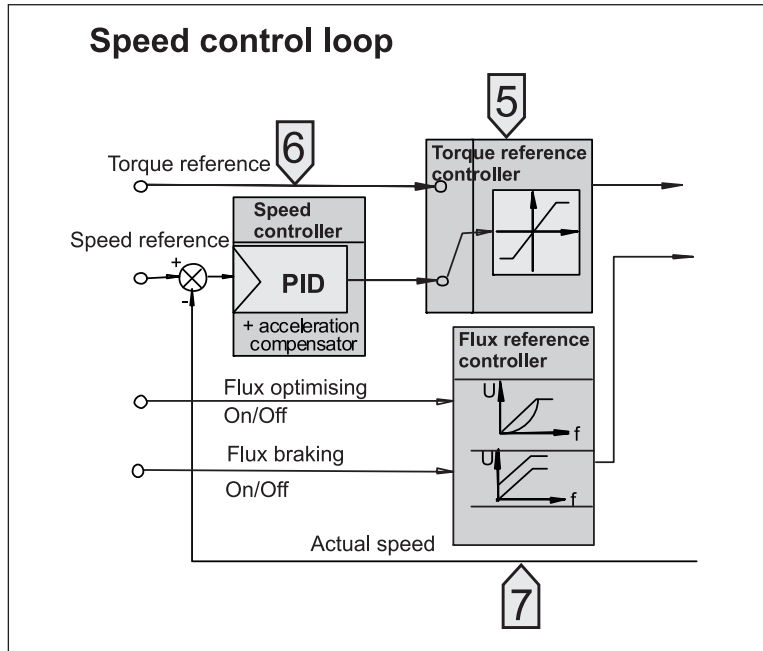 Speed control loop
5
6
Torque reference
Torque reference
controller
Speed
controller
Speed reference
+
-
PID
+ acceleration
compensator
Flux reference
controller
Flux optimising
On/Off
U
f
Flux braking
On/Off
U
f
Actual speed
7